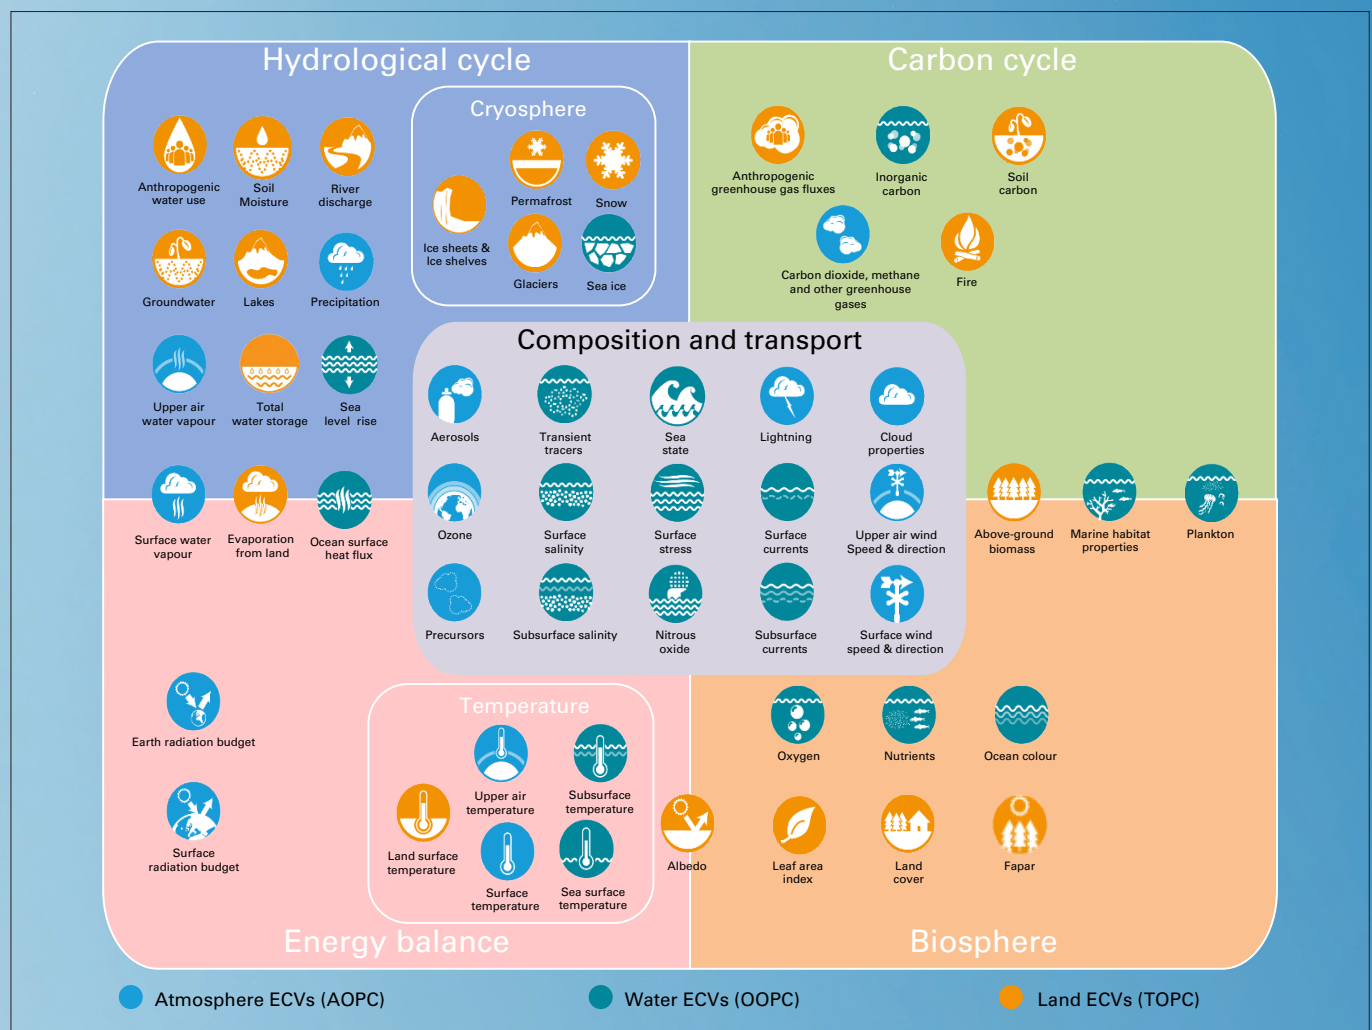 Hydrological cycle
Carbon cycle
Cryosphere
Anthropogenic
water use
Soil
Moisture
River
discharge
Permafrost
Snow
Ice sheets &
Ice shelves
Glaciers
Sea ice
Groundwater
Lakes
Precipitation
Upper air
water vapour
Total
water storage
Sea
level rise
Anthropogenic
greenhouse gas fluxes
Inorganic
carbon
Soil
carbon
Carbon dioxide, methane
and other greenhouse
gases
Fire
Composition and transport
Aerosols
Transient
tracers
Sea
state
Lightning
Cloud
properties
Ozone
Surface
salinity
Surface
stress
Surface
currents
Upper air wind
Speed & direction
Precursors
Subsurface salinity
Nitrous
oxide
Subsurface
currents
Surface wind
speed & direction
Surface water
vapour
Evaporation
from land
Ocean surface
heat flux
Above-ground
biomass
Marine habitat
properties
Plankton
Earth radiation budget
Surface
radiation budget
Temperature
Upper air
temperature
Subsurface
temperature
Land surface
temperature
Surface
temperature
Sea surface
temperature
Albedo
Oxygen
Nutrients
Ocean colour
Leaf area
index
Land
cover
Fapar
Energy balance
Biosphere
Atmosphere ECVs (AOPC)
Water ECVs (OOPC)
Land ECVs (TOPC)